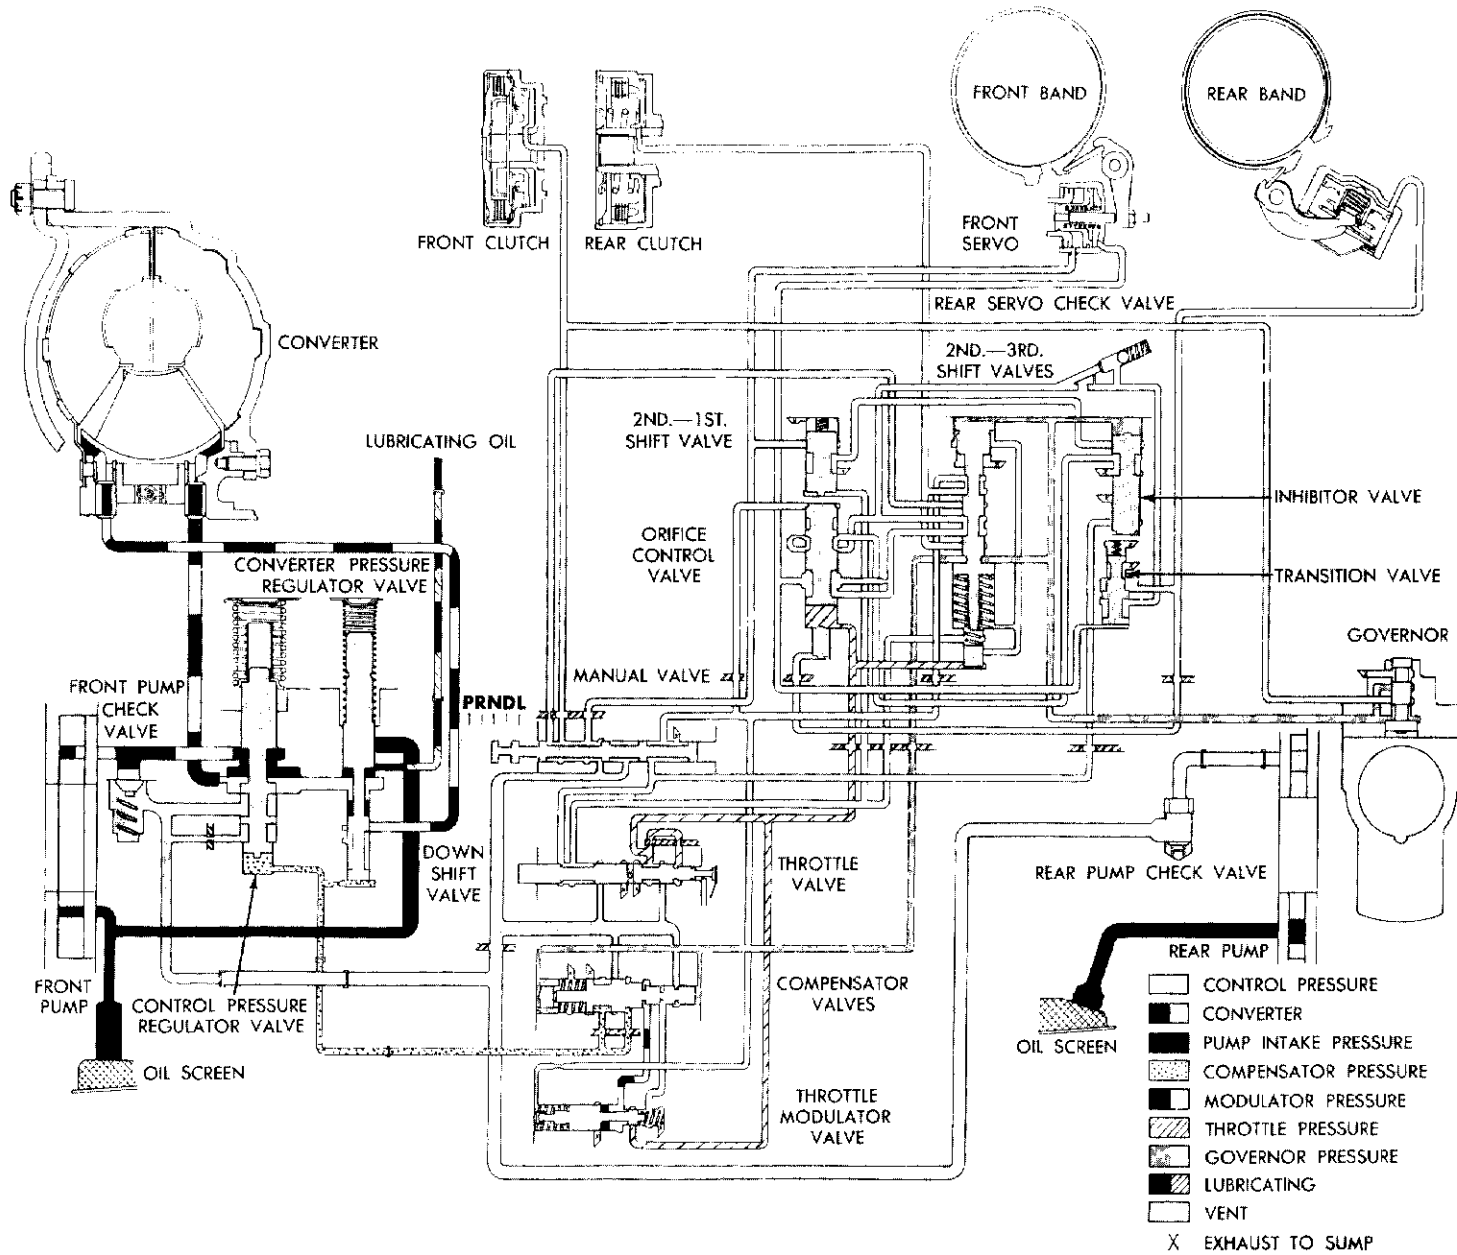 FRONT BAND
REAR BAND
FRONT CLUTCH
REAR CLUTCH
FRONT
SERVO
REAR SERVO CHECK VALVE
CONVERTER
2ND.—3RD.
SHIFT VALVES
2ND.—1ST.
SHIFT VALVE
LUBRICATING OIL
INHIBITOR VALVE
ORIFICE
CONTROL
VALVE
CONVERTER PRESSURE
REGULATOR VALVE
TRANSITION VALVE
GOVERNOR
MANUAL VALVE
FRONT PUMP
CHECK
VALVE
PRNDL
DOWN
SHIFT
VALVE
THROTTLE
VALVE
REAR PUMP CHECK VALVE
REAR PUMP
FRONT
PUMP
CONTROL PRESSURE
REGULATOR VALVE
COMPENSATOR
VALVES
OIL SCREEN
OIL SCREEN
THROTTLE
MODULATOR
VALVE
CONTROL PRESSURE
CONVERTER
PUMP INTAKE PRESSURE
COMPENSATOR PRESSURE
MODULATOR PRESSURE
THROTTLE PRESSURE
GOVERNOR PRESSURE
LUBRICATING
VENT
X EXHAUST TO SUMP